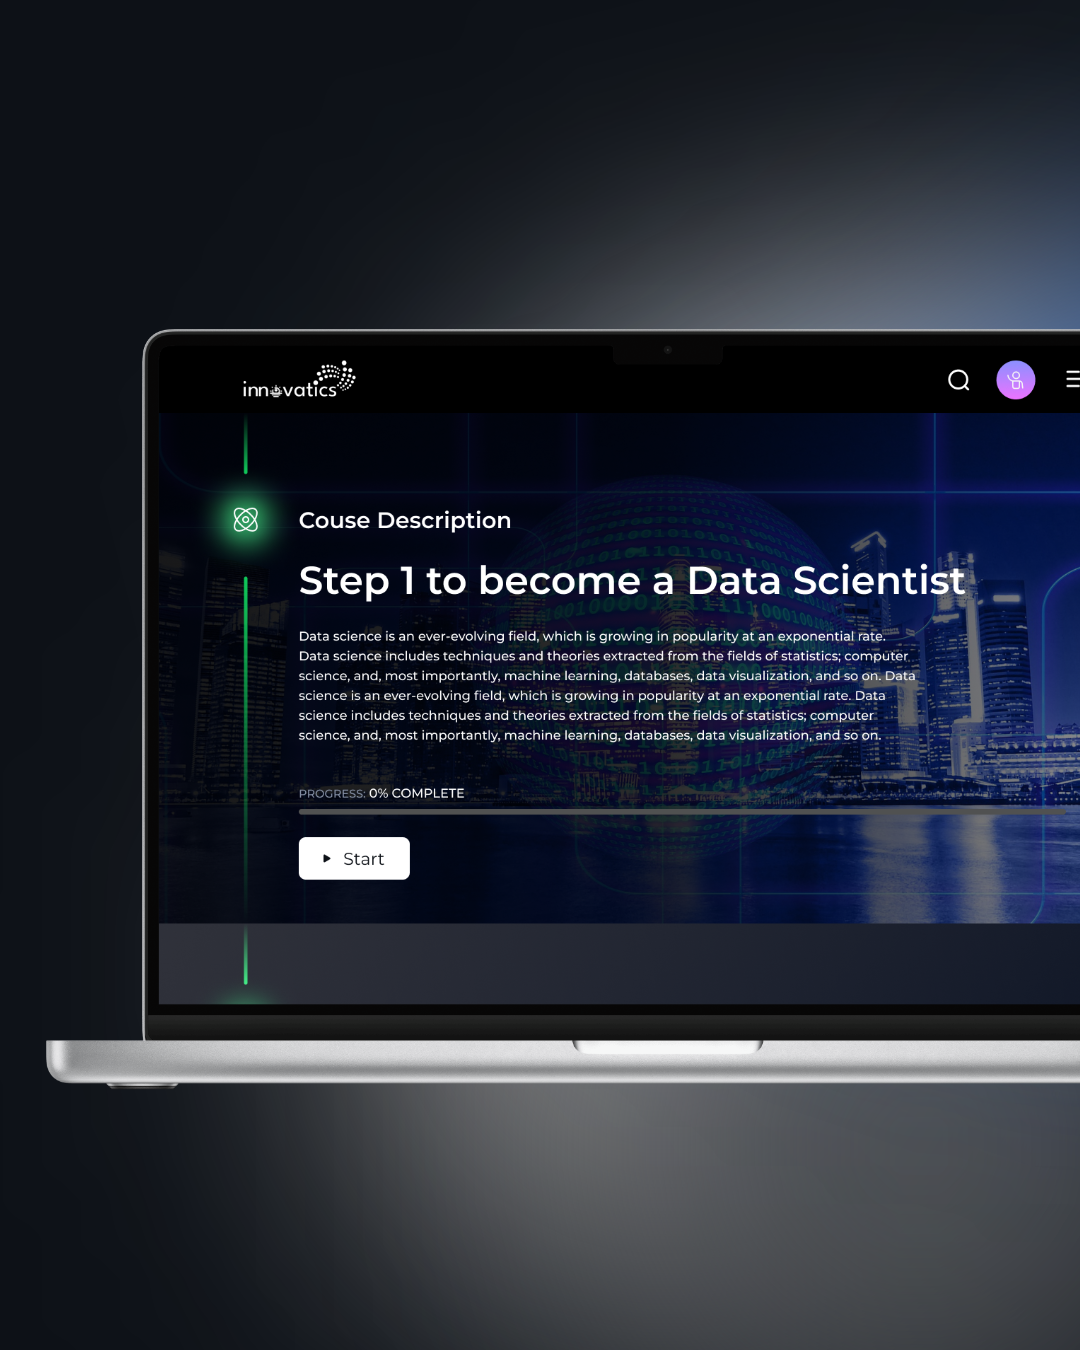 innovatics
Couse Description
Step 1 to become a Data Scientist
Data science is an ever-evolving field, which is growing in popularity at an exponential rate.
Data science includes techniques and theories extracted from the fields of statistics; computer
science, and, most importantly, machine learning, databases, data visualization, and so on. Data
science is an ever-evolving field, which is growing in popularity at an exponential rate. Data
science includes techniques and theories extracted from the fields of statistics; computer
science, and, most importantly, machine learning, databases, data visualization, and so on.
PROGRESS: 0% COMPLETE
Start